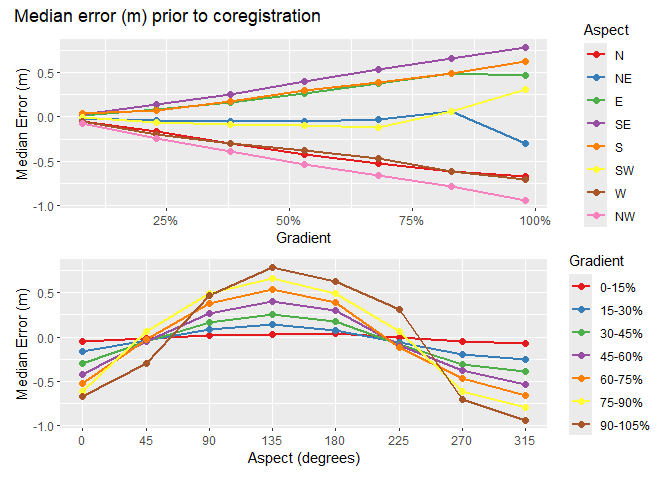 Median error (m) prior to coregistration
Median Error (m)
0.5
0.0
-0.5
-1.0
25%
50%
75%
100%
Gradient
Aspect
N
NE
E
SE
S
SW
W
NW
Median Error (m)
0.5
0.0
-0.5
-1.0
0
45
90
135
180
225
270
315
Aspect (degrees)
Gradient
0-15%
15-30%
30-45%
45-60%
60-75%
75-90%
90-105%